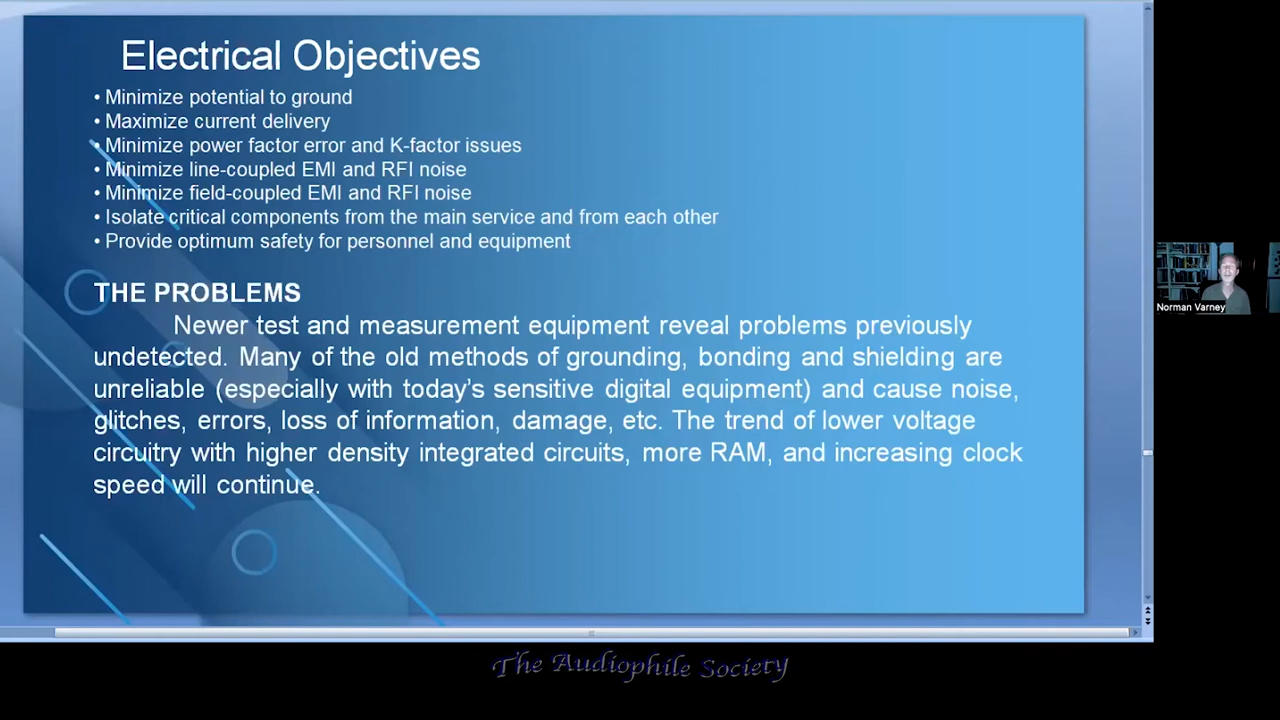 Electrical Objectives
• Minimize potential to ground
• Maximize current delivery
• Minimize power factor error and K-factor issues
• Minimize line-coupled EMI and RFI noise
• Minimize field-coupled EMI and RFI noise
• Isolate critical components from the main service and from each other
• Provide optimum safety for personnel and equipment
THE PROBLEMS
Newer test and measurement equipment reveal problems previously
undetected. Many of the old methods of grounding, bonding and shielding are
unreliable (especially with today's sensitive digital equipment) and cause noise,
glitches, errors, loss of information, damage, etc. The trend of lower voltage
circuitry with higher density integrated circuits, more RAM, and increasing clock
speed will continue.
Norman Varney
The Audiophile Society